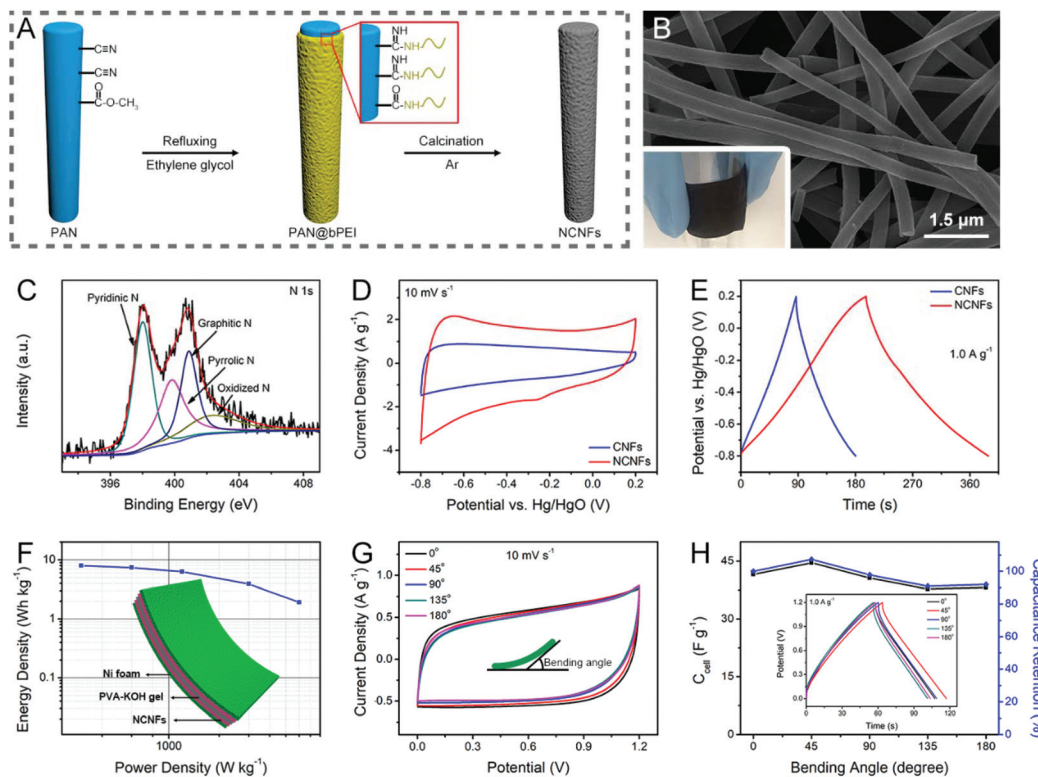 A
C≡N
C≡N
O
C-O-CH₃
PAN
Refluxing
Ethylene glycol
NH
C-NH
NH
C-NH
O
C-NH
PAN@bPEI
Calcination
Ar
NCNFs
B
1.5 µm
C
N 1s
Pyridinic N
Graphitic N
Pyrrolic N
Oxidized N
Intensity (a.u.)
396 400 404 408
Binding Energy (eV)
D
10 mV s⁻¹
CNFs
NCNFs
Current Density (A g⁻¹)
4
2
0
-2
-4
-0.8 -0.6 -0.4 -0.2 0.0 0.2
Potential vs. Hg/HgO (V)
E
CNFs
NCNFs
1.0 A g⁻¹
Potential vs. Hg/HgO (V)
0.2
0.0
-0.2
-0.4
-0.6
-0.8
0 90 180 270 360
Time (s)
F
Energy Density (Wh kg⁻¹)
10
1
0.1
Ni foam
PVA-KOH gel
NCNFs
1000
Power Density (W kg⁻¹)
G
10 mV s⁻¹
0°
45°
90°
135°
180°
Bending angle
Current Density (A g⁻¹)
1.0
0.5
0.0
-0.5
0.0 0.3 0.6 0.9 1.2
Potential (V)
H
C cell (F g⁻¹)
45
30
15
0
1.0 A g⁻¹
0°
45°
90°
135°
180°
Potential (V)
1.2
0.9
0.6
0.3
0.0
0 30 60 90 120
Time (s)
100
80
60
40
20
0
Capacitance Retention (%)
0 45 90 135 180
Bending Angle (degree)